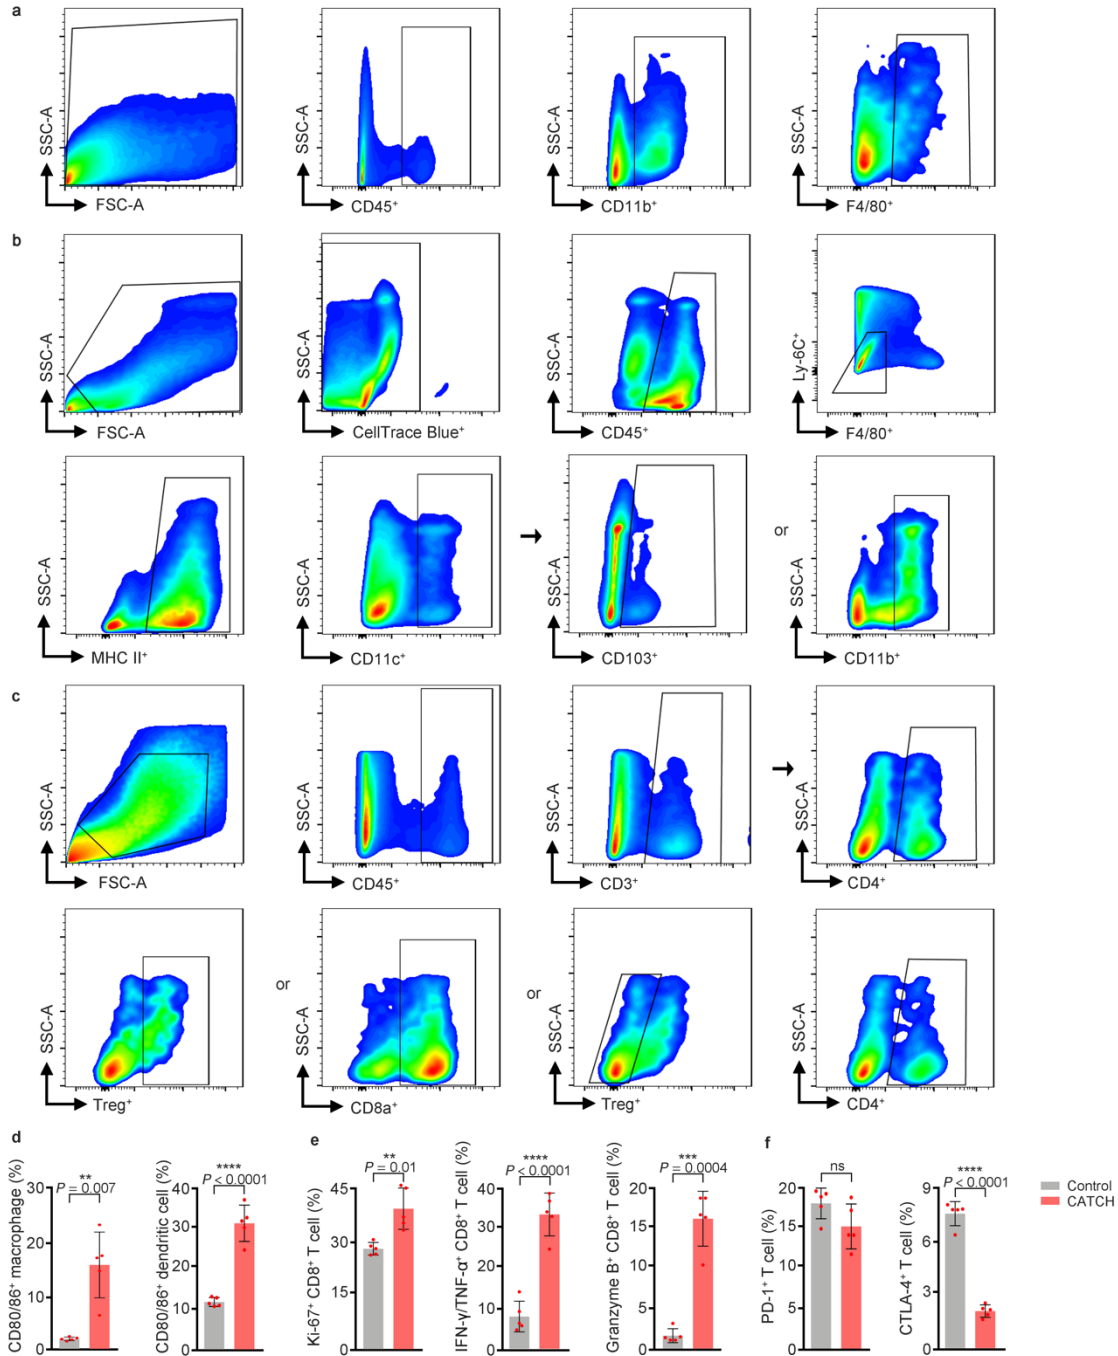 a
SSC-A
FSC-A
SSC-A
CD45⁺
SSC-A
CD11b⁺
SSC-A
F4/80⁺
b
SSC-A
FSC-A
SSC-A
CellTrace Blue⁺
SSC-A
CD45⁺
Ly-6C⁺
F4/80⁺
SSC-A
MHC II⁺
SSC-A
CD11c⁺
SSC-A
CD103⁺
or
SSC-A
CD11b⁺
c
SSC-A
FSC-A
SSC-A
CD45⁺
SSC-A
CD3⁺
SSC-A
CD4⁺
SSC-A
Treg⁺
or
SSC-A
CD8a⁺
or
SSC-A
Treg⁺
SSC-A
CD4⁺
d
CD80/86⁺ macrophage (%)
30
20
10
0
**
P = 0.007
CD80/86⁺ dendritic cell (%)
40
30
20
10
0
****
P < 0.0001
e
Ki-67⁺ CD8⁺ T cell (%)
45
30
15
0
**
P = 0.01
IFN-γ/TNF-α⁺ CD8⁺ T cell (%)
40
30
20
10
0
****
P < 0.0001
Granzyme B⁺ CD8⁺ T cell (%)
20
15
10
5
0
***
P = 0.0004
f
PD-1⁺ T cell (%)
20
15
10
5
0
ns
CTLA-4⁺ T cell (%)
9
6
3
0
****
P < 0.0001
Control
CATCH